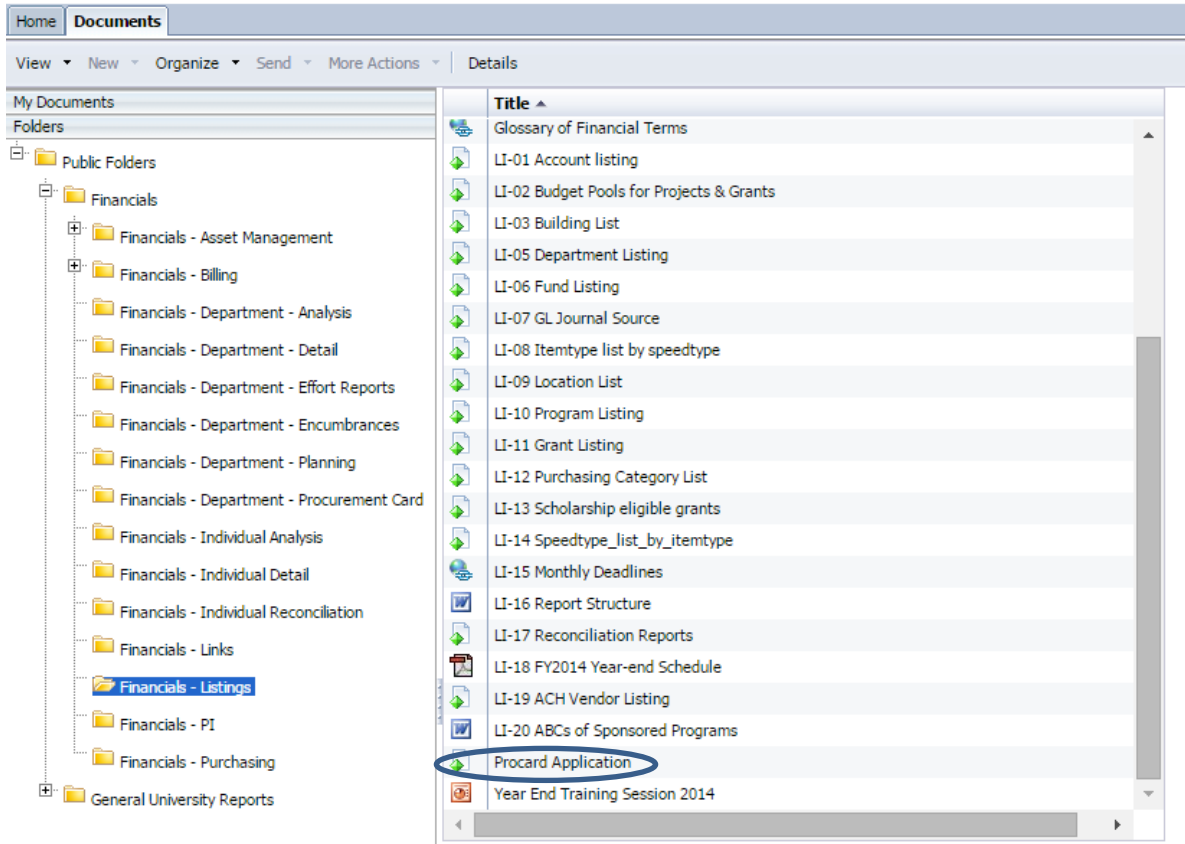 Home Documents
View New Organize Send More Actions Details
My Documents
Folders
Public Folders
Financials
Financials - Asset Management
Financials - Billing
Financials - Department - Analysis
Financials - Department - Detail
Financials - Department - Effort Reports
Financials - Department - Encumbrances
Financials - Department - Planning
Financials - Department - Procurement Card
Financials - Individual Analysis
Financials - Individual Detail
Financials - Individual Reconciliation
Financials - Links
Financials - Listings
Financials - PI
Financials - Purchasing
General University Reports
Title
Glossary of Financial Terms
LI-01 Account listing
LI-02 Budget Pools for Projects & Grants
LI-03 Building List
LI-05 Department Listing
LI-06 Fund Listing
LI-07 GL Journal Source
LI-08 Itemtype list by speedtype
LI-09 Location List
LI-10 Program Listing
LI-11 Grant Listing
LI-12 Purchasing Category List
LI-13 Scholarship eligible grants
LI-14 Speedtype_list_by_itemtype
LI-15 Monthly Deadlines
LI-16 Report Structure
LI-17 Reconciliation Reports
LI-18 FY2014 Year-end Schedule
LI-19 ACH Vendor Listing
LI-20 ABCs of Sponsored Programs
Procard Application
Year End Training Session 2014